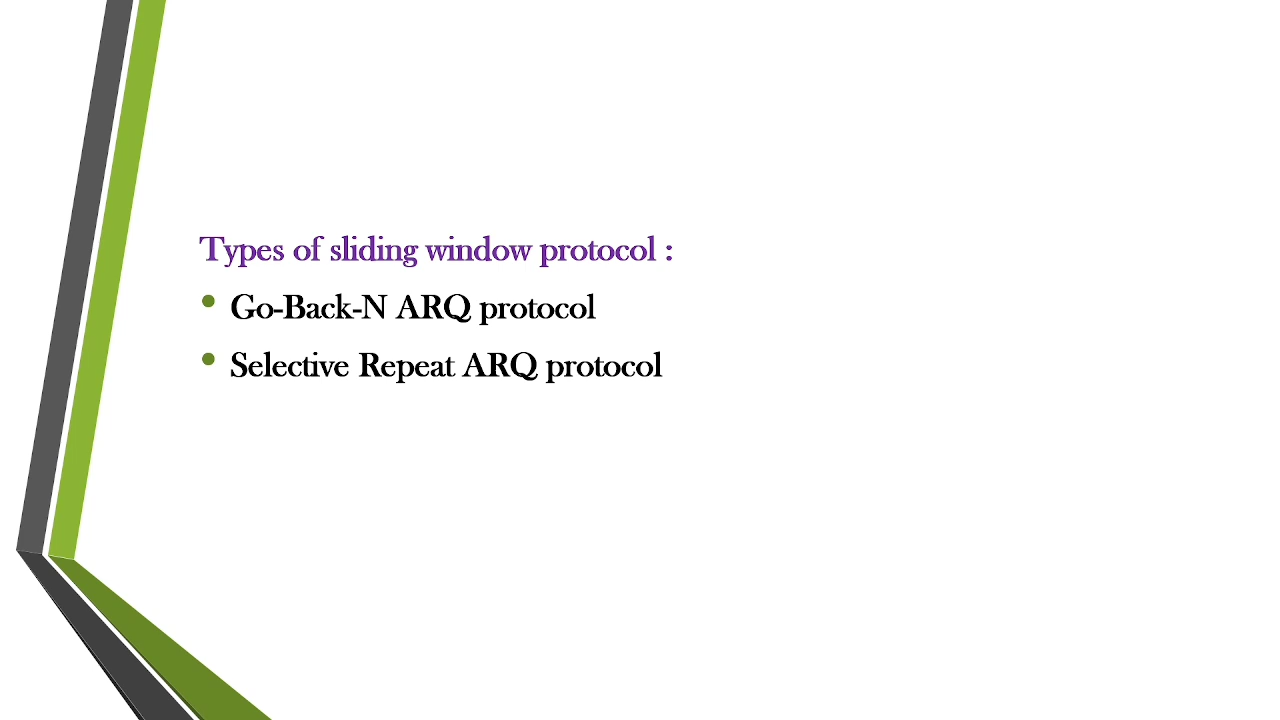 Types of sliding window protocol :
• Go-Back-N ARQ protocol
• Selective Repeat ARQ protocol